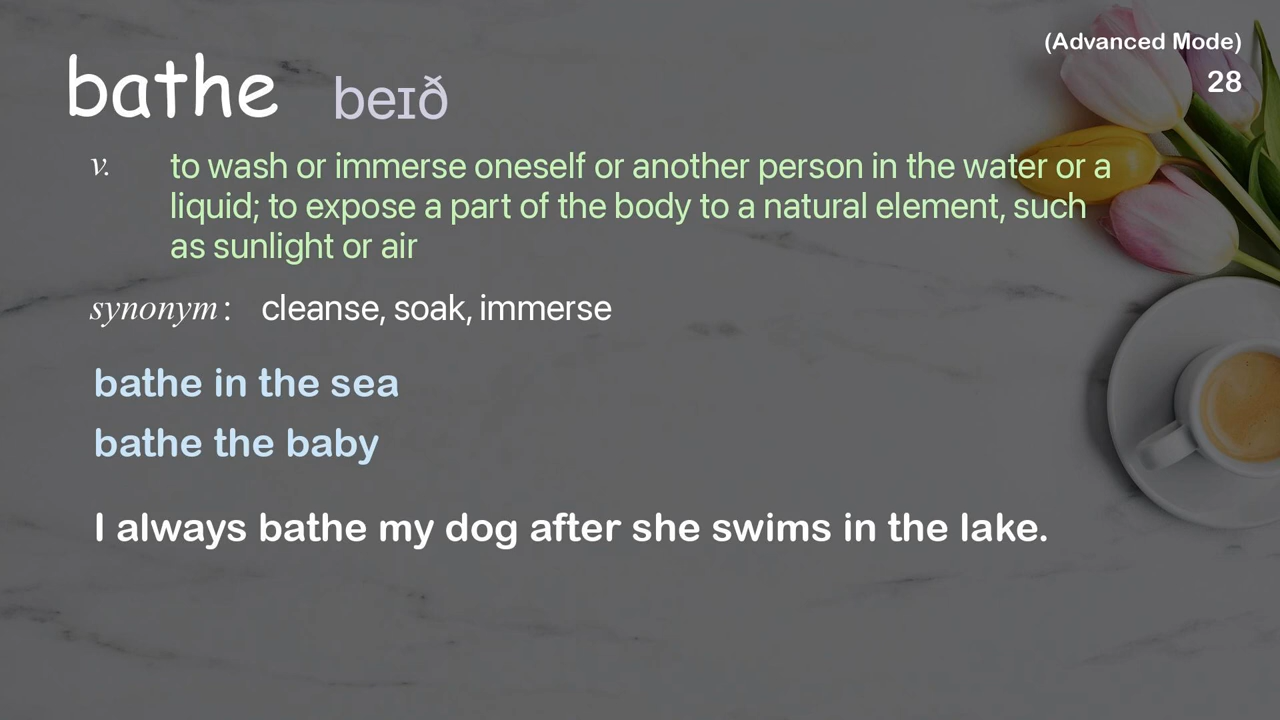 (Advanced Mode)
28
bathe beɪð
v. to wash or immerse oneself or another person in the water or a
liquid; to expose a part of the body to a natural element, such
as sunlight or air
synonym: cleanse, soak, immerse
bathe in the sea
bathe the baby
I always bathe my dog after she swims in the lake.